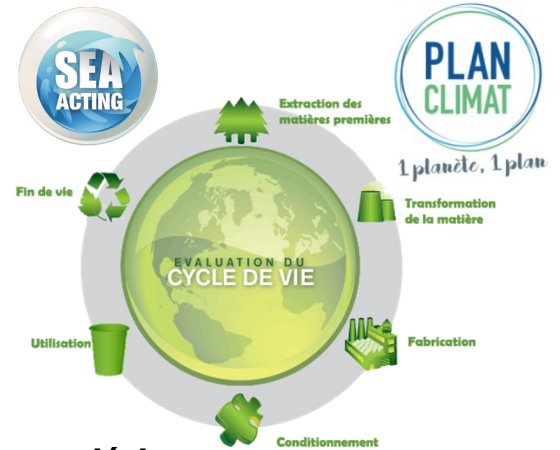 SEA
ACTING
PLAN
CLIMAT
1 planète, 1 plan
Extraction des
matières premières
Fin de vie
Transformation
de la matière
EVALUATION DU
CYCLE DE VIE
Utilisation
Fabrication
Conditionnement